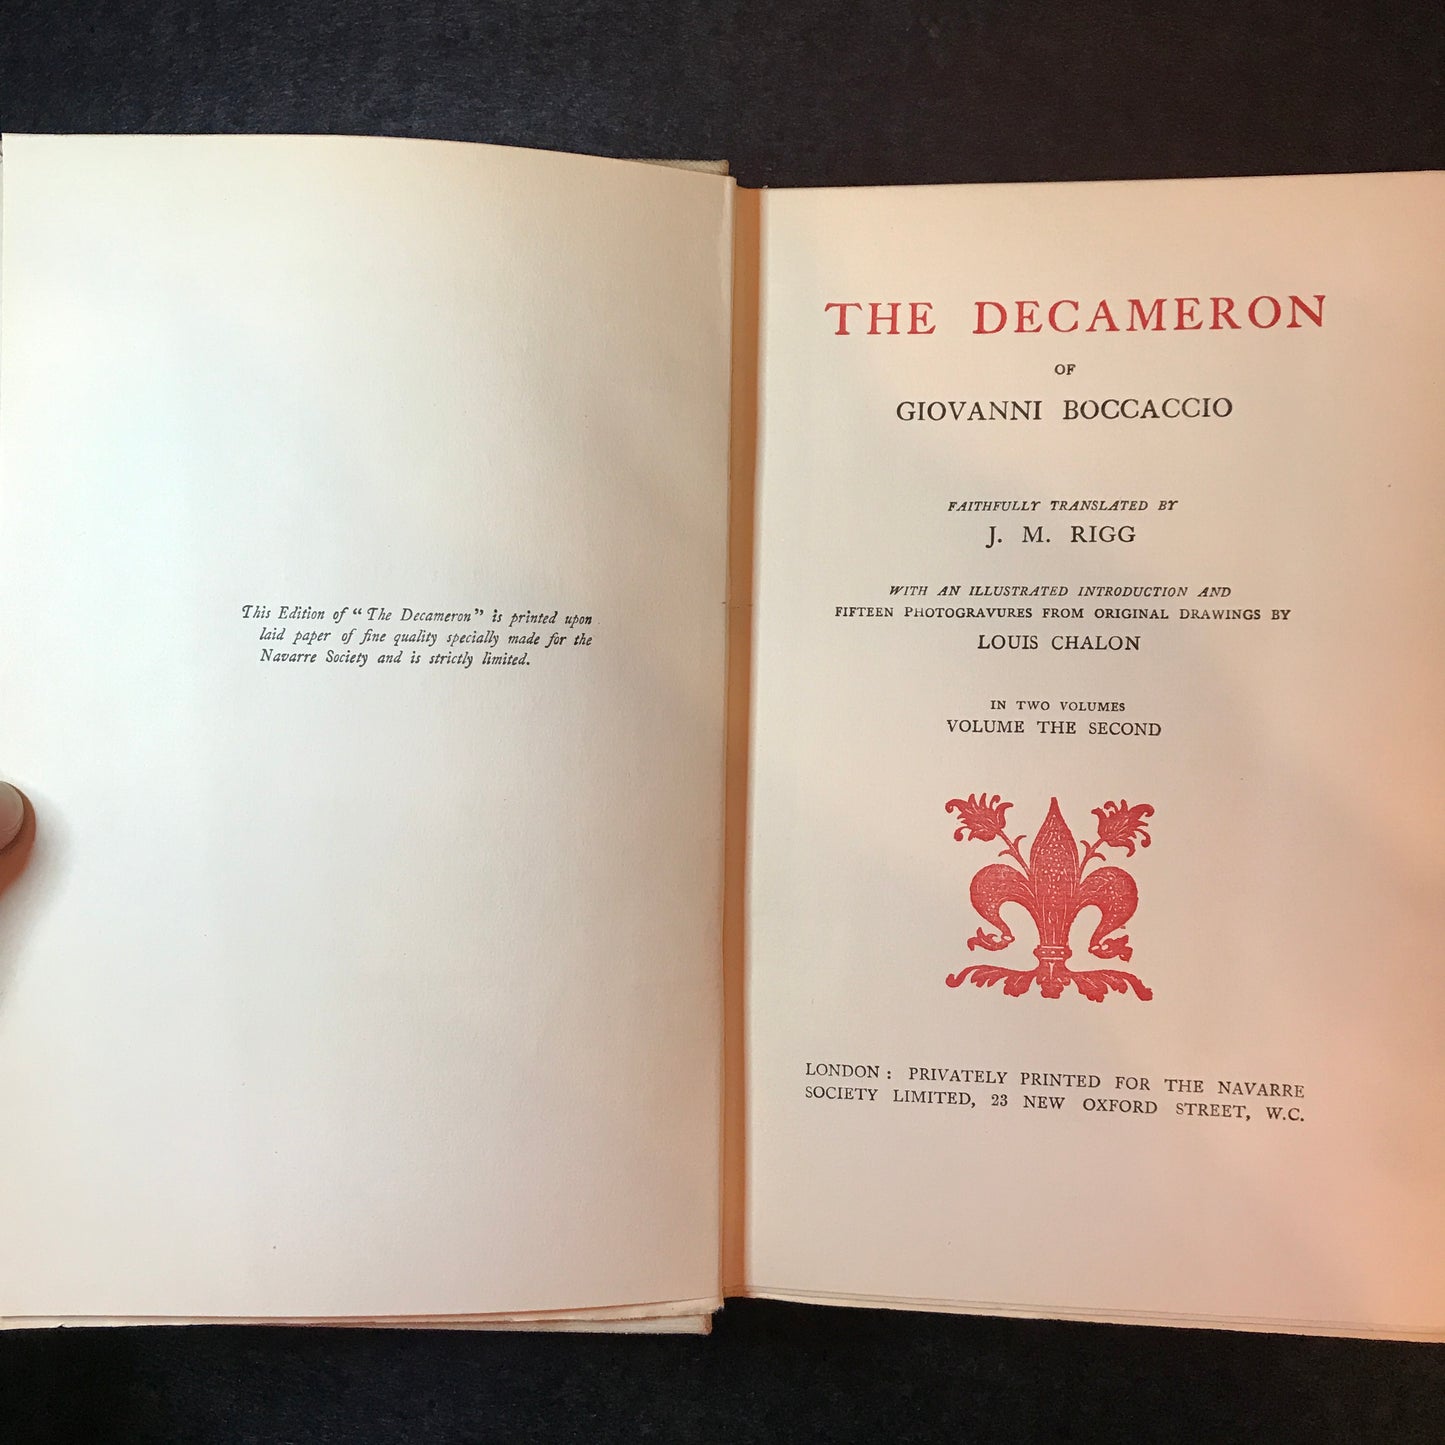 This Edition of “The Decameron” is printed upon
laid paper of fine quality specially made for the
Navarre Society and is strictly limited.
THE DECAMERON
OF
GIOVANNI BOCCACCIO
FAITHFULLY TRANSLATED BY
J. M. RIGG
WITH AN ILLUSTRATED INTRODUCTION AND
FIFTEEN PHOTOGRAVURES FROM ORIGINAL DRAWINGS BY
LOUIS CHALON
IN TWO VOLUMES
VOLUME THE SECOND
LONDON : PRIVATELY PRINTED FOR THE NAVARRE
SOCIETY LIMITED, 23 NEW OXFORD STREET, W.C.